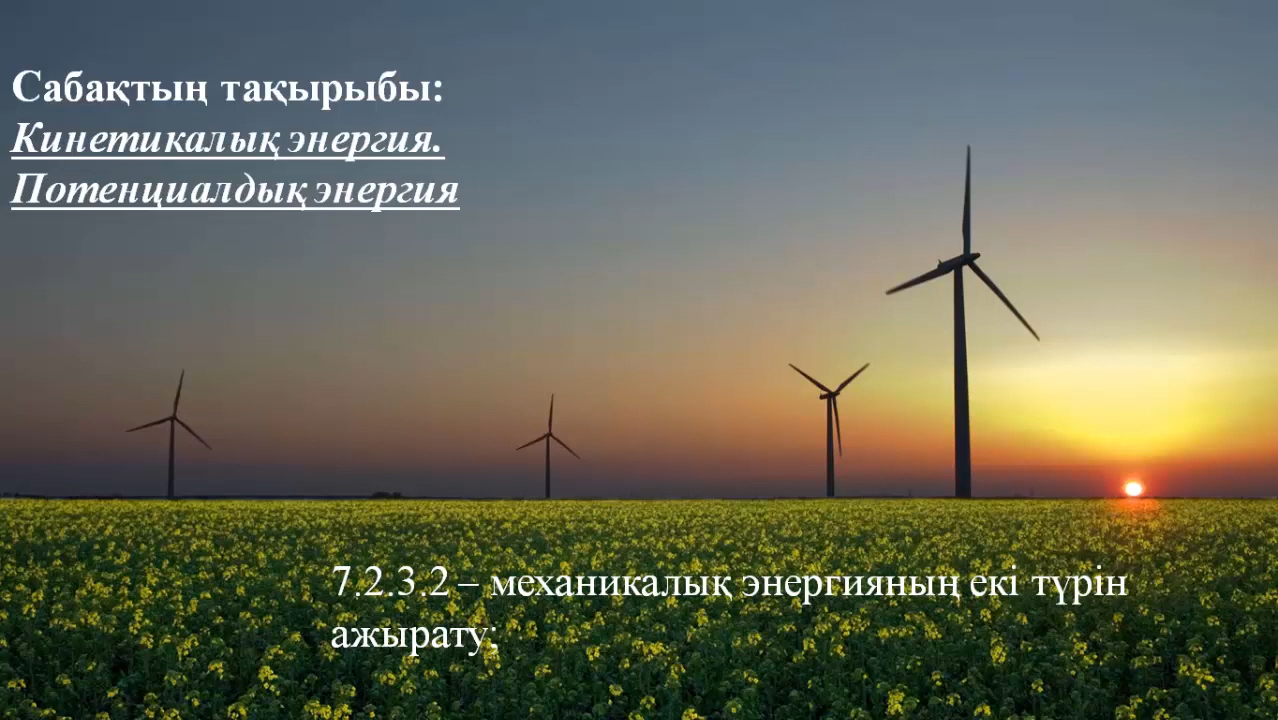 Сабақтың тақырыбы:
Кинетикалық энергия.
Потенциалдық энергия
7.2.3.2 – механикалық энергияның екі түрін
ажырату;